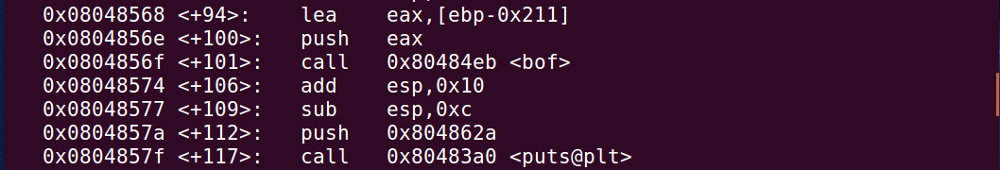 0x08048568 <+94>: lea eax,[ebp-0x211]
0x0804856e <+100>: push eax
0x0804856f <+101>: call 0x80484eb <bof>
0x08048574 <+106>: add esp,0x10
0x08048577 <+109>: sub esp,0xc
0x0804857a <+112>: push 0x804862a
0x0804857f <+117>: call 0x80483a0 <puts@plt>